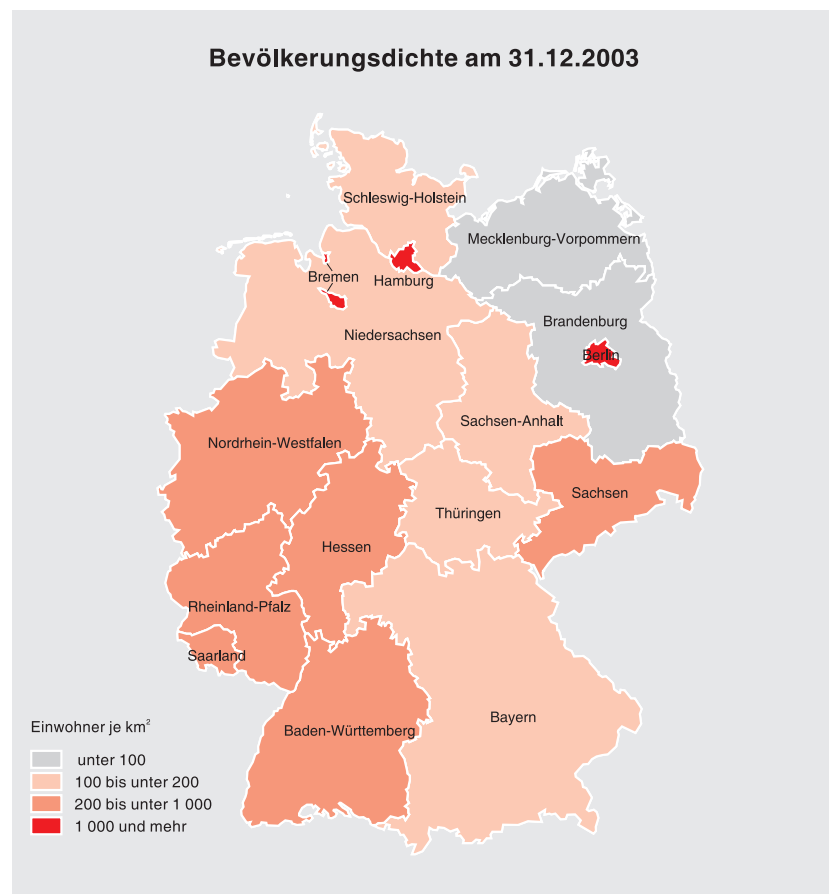 Bevölkerungsdichte am 31.12.2003
Schleswig-Holstein
Mecklenburg-Vorpommern
Bremen
Hamburg
Brandenburg
Niedersachsen
Berlin
Sachsen-Anhalt
Nordrhein-Westfalen
Sachsen
Thüringen
Hessen
Rheinland-Pfalz
Saarland
Bayern
Baden-Württemberg
Einwohner je km²
unter 100
100 bis unter 200
200 bis unter 1 000
1 000 und mehr